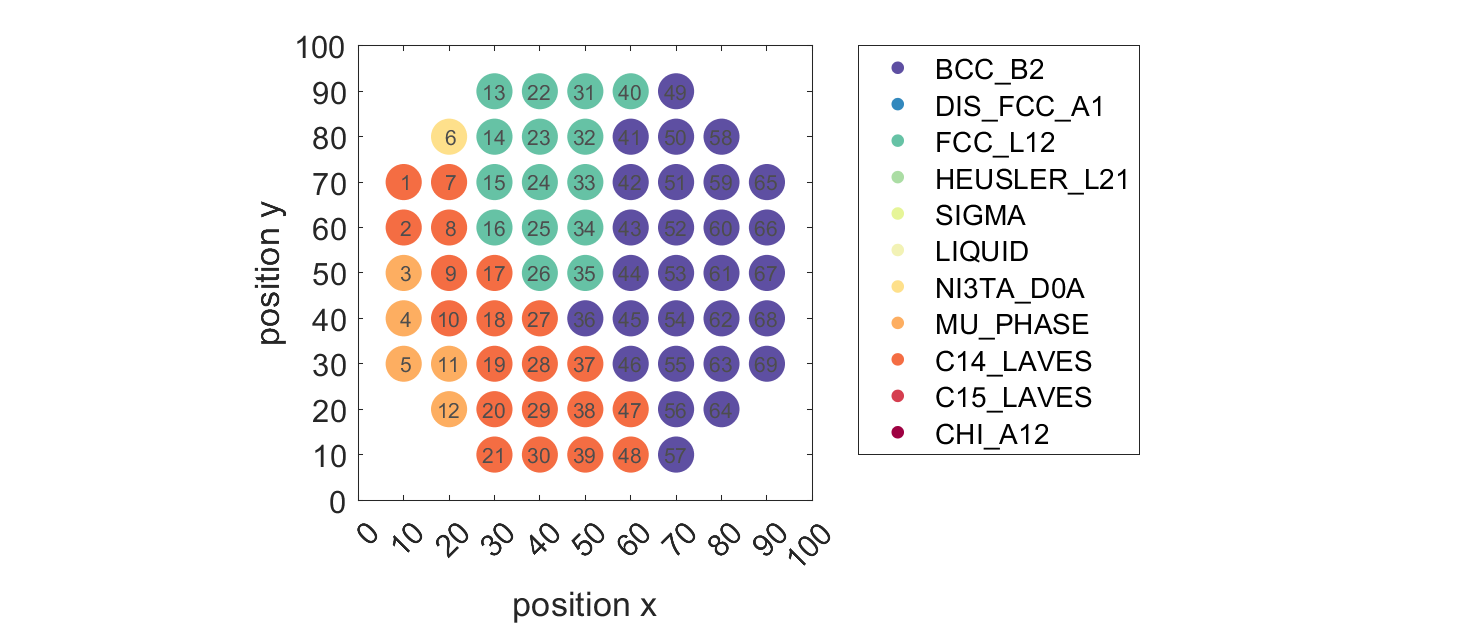 100
90
80
70
60
50
40
30
20
10
0
position y
13 22 31 40 49
6 14 23 32 41 50 58
1 7 15 24 33 42 51 59 65
2 8 16 25 34 43 52 60 66
3 9 17 26 35 44 53 61 67
4 10 18 27 36 45 54 62 68
5 11 19 28 37 46 55 63 69
12 20 29 38 47 56 64
21 30 39 48 57
0 10 20 30 40 50 60 70 80 90 100
position x
BCC_B2
DIS_FCC_A1
FCC_L12
HEUSLER_L21
SIGMA
LIQUID
NI3TA_D0A
MU_PHASE
C14_LAVES
C15_LAVES
CHI_A12